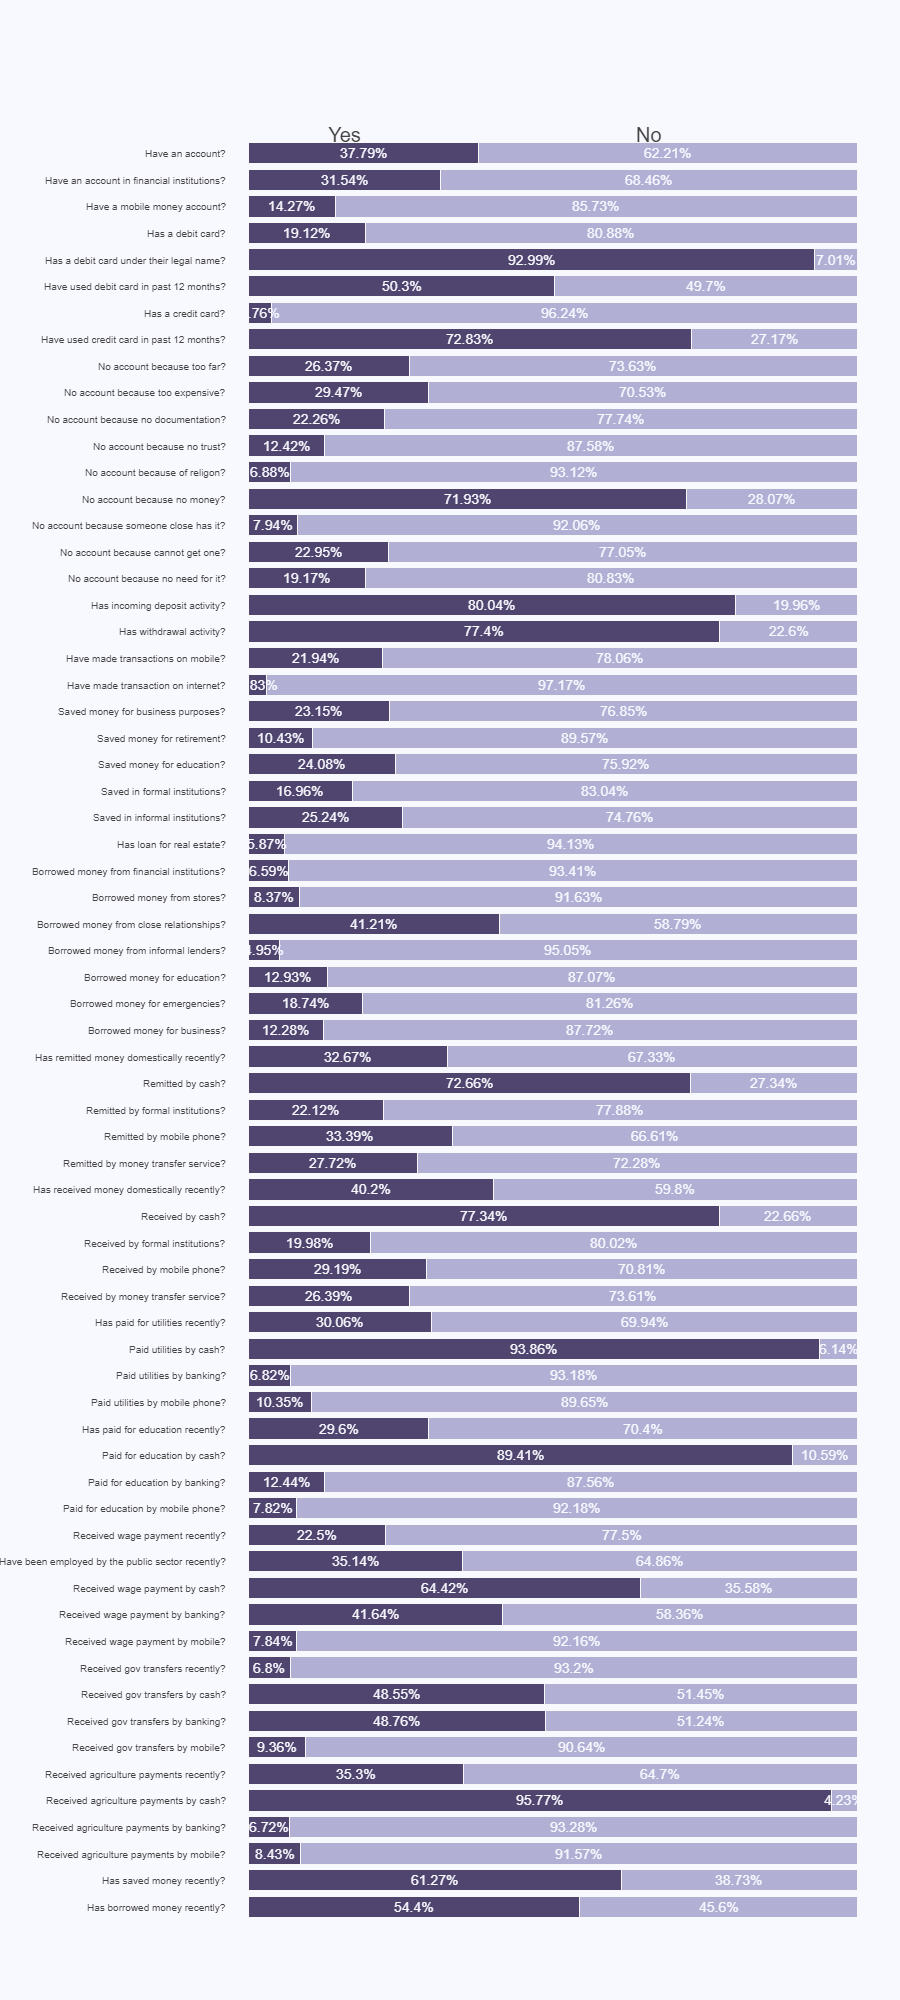 Yes No
Have an account? 37.79% 62.21%
Have an account in financial institutions? 31.54% 68.46%
Have a mobile money account? 14.27% 85.73%
Has a debit card? 19.12% 80.88%
Has a debit card under their legal name? 92.99% 7.01%
Have used debit card in past 12 months? 50.3% 49.7%
Has a credit card? .76% 96.24%
Have used credit card in past 12 months? 72.83% 27.17%
No account because too far? 26.37% 73.63%
No account because too expensive? 29.47% 70.53%
No account because no documentation? 22.26% 77.74%
No account because no trust? 12.42% 87.58%
No account because of religon? 6.88% 93.12%
No account because no money? 71.93% 28.07%
No account because someone close has it? 7.94% 92.06%
No account because cannot get one? 22.95% 77.05%
No account because no need for it? 19.17% 80.83%
Has incoming deposit activity? 80.04% 19.96%
Has withdrawal activity? 77.4% 22.6%
Have made transactions on mobile? 21.94% 78.06%
Have made transaction on internet? 83% 97.17%
Saved money for business purposes? 23.15% 76.85%
Saved money for retirement? 10.43% 89.57%
Saved money for education? 24.08% 75.92%
Saved in formal institutions? 16.96% 83.04%
Saved in informal institutions? 25.24% 74.76%
Has loan for real estate? 5.87% 94.13%
Borrowed money from financial institutions? 6.59% 93.41%
Borrowed money from stores? 8.37% 91.63%
Borrowed money from close relationships? 41.21% 58.79%
Borrowed money from informal lenders? 4.95% 95.05%
Borrowed money for education? 12.93% 87.07%
Borrowed money for emergencies? 18.74% 81.26%
Borrowed money for business? 12.28% 87.72%
Has remitted money domestically recently? 32.67% 67.33%
Remitted by cash? 72.66% 27.34%
Remitted by formal institutions? 22.12% 77.88%
Remitted by mobile phone? 33.39% 66.61%
Remitted by money transfer service? 27.72% 72.28%
Has received money domestically recently? 40.2% 59.8%
Received by cash? 77.34% 22.66%
Received by formal institutions? 19.98% 80.02%
Received by mobile phone? 29.19% 70.81%
Received by money transfer service? 26.39% 73.61%
Has paid for utilities recently? 30.06% 69.94%
Paid utilities by cash? 93.86% 6.14%
Paid utilities by banking? 6.82% 93.18%
Paid utilities by mobile phone? 10.35% 89.65%
Has paid for education recently? 29.6% 70.4%
Paid for education by cash? 89.41% 10.59%
Paid for education by banking? 12.44% 87.56%
Paid for education by mobile phone? 7.82% 92.18%
Received wage payment recently? 22.5% 77.5%
Have been employed by the public sector recently? 35.14% 64.86%
Received wage payment by cash? 64.42% 35.58%
Received wage payment by banking? 41.64% 58.36%
Received wage payment by mobile? 7.84% 92.16%
Received gov transfers recently? 6.8% 93.2%
Received gov transfers by cash? 48.55% 51.45%
Received gov transfers by banking? 48.76% 51.24%
Received gov transfers by mobile? 9.36% 90.64%
Received agriculture payments recently? 35.3% 64.7%
Received agriculture payments by cash? 95.77% 4.23%
Received agriculture payments by banking? 6.72% 93.28%
Received agriculture payments by mobile? 8.43% 91.57%
Has saved money recently? 61.27% 38.73%
Has borrowed money recently? 54.4% 45.6%